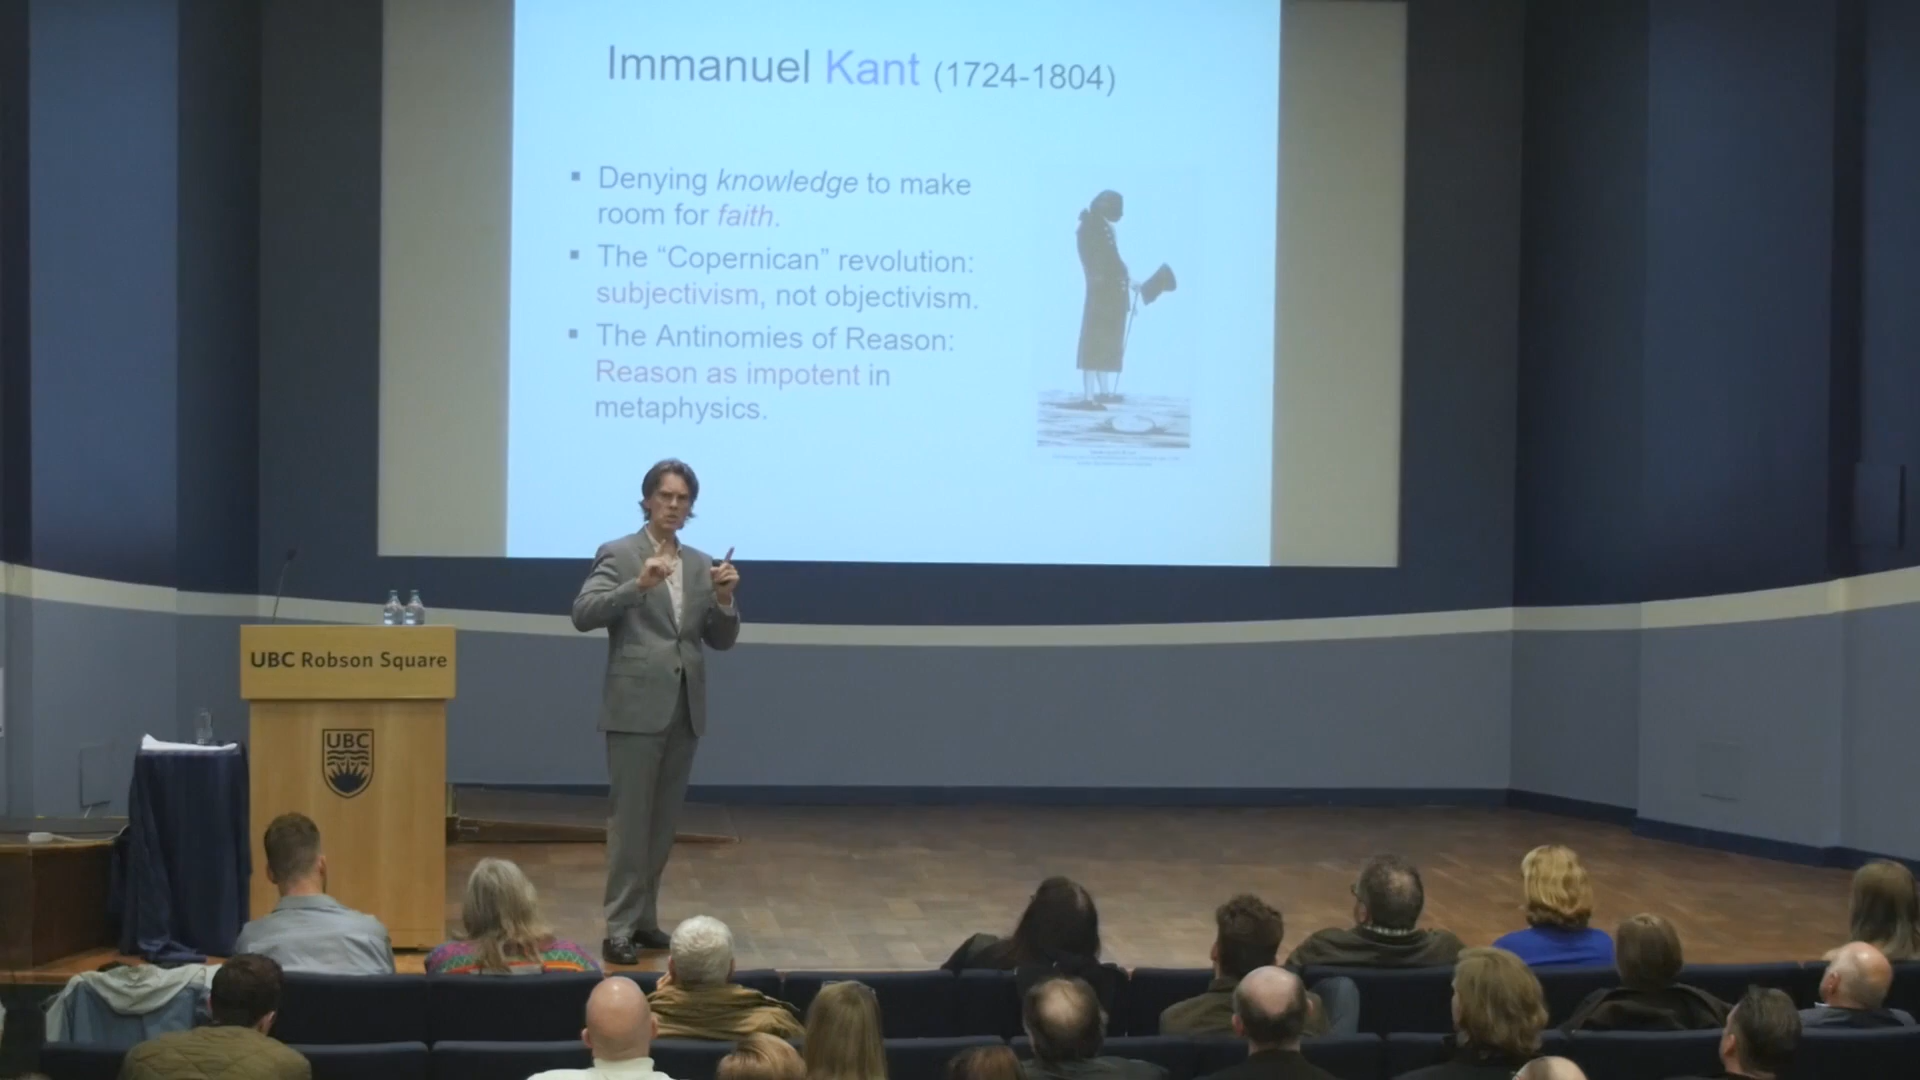 Immanuel Kant (1724-1804)
▪ Denying knowledge to make
room for faith.
▪ The “Copernican” revolution:
subjectivism, not objectivism.
▪ The Antinomies of Reason:
Reason as impotent in
metaphysics.
UBC Robson Square
UBC